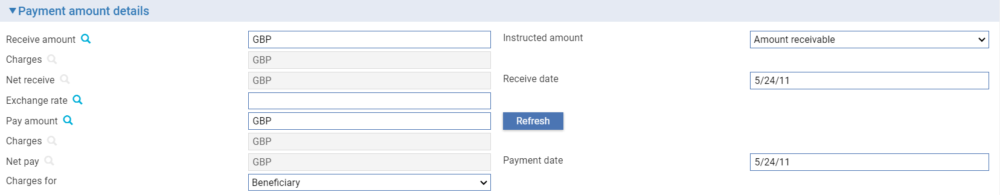 Payment amount details
Receive amount GBP Instructed amount Amount receivable
Charges GBP
Net receive GBP Receive date 5/24/11
Exchange rate
Pay amount GBP Refresh
Charges GBP
Net pay GBP Payment date 5/24/11
Charges for Beneficiary